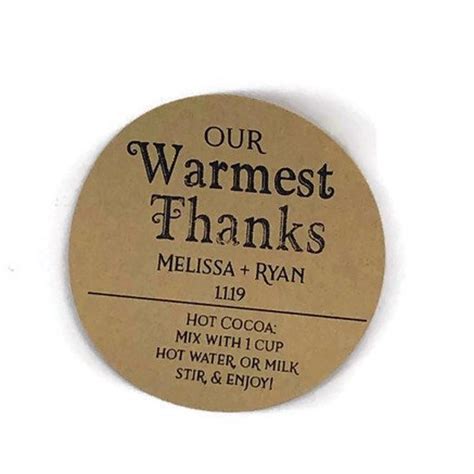 OUR
Warmest
Thanks
MELISSA + RYAN
1.1.19
HOT COCOA:
MIX WITH 1 CUP
HOT WATER OR MILK
STIR, & ENJOY!